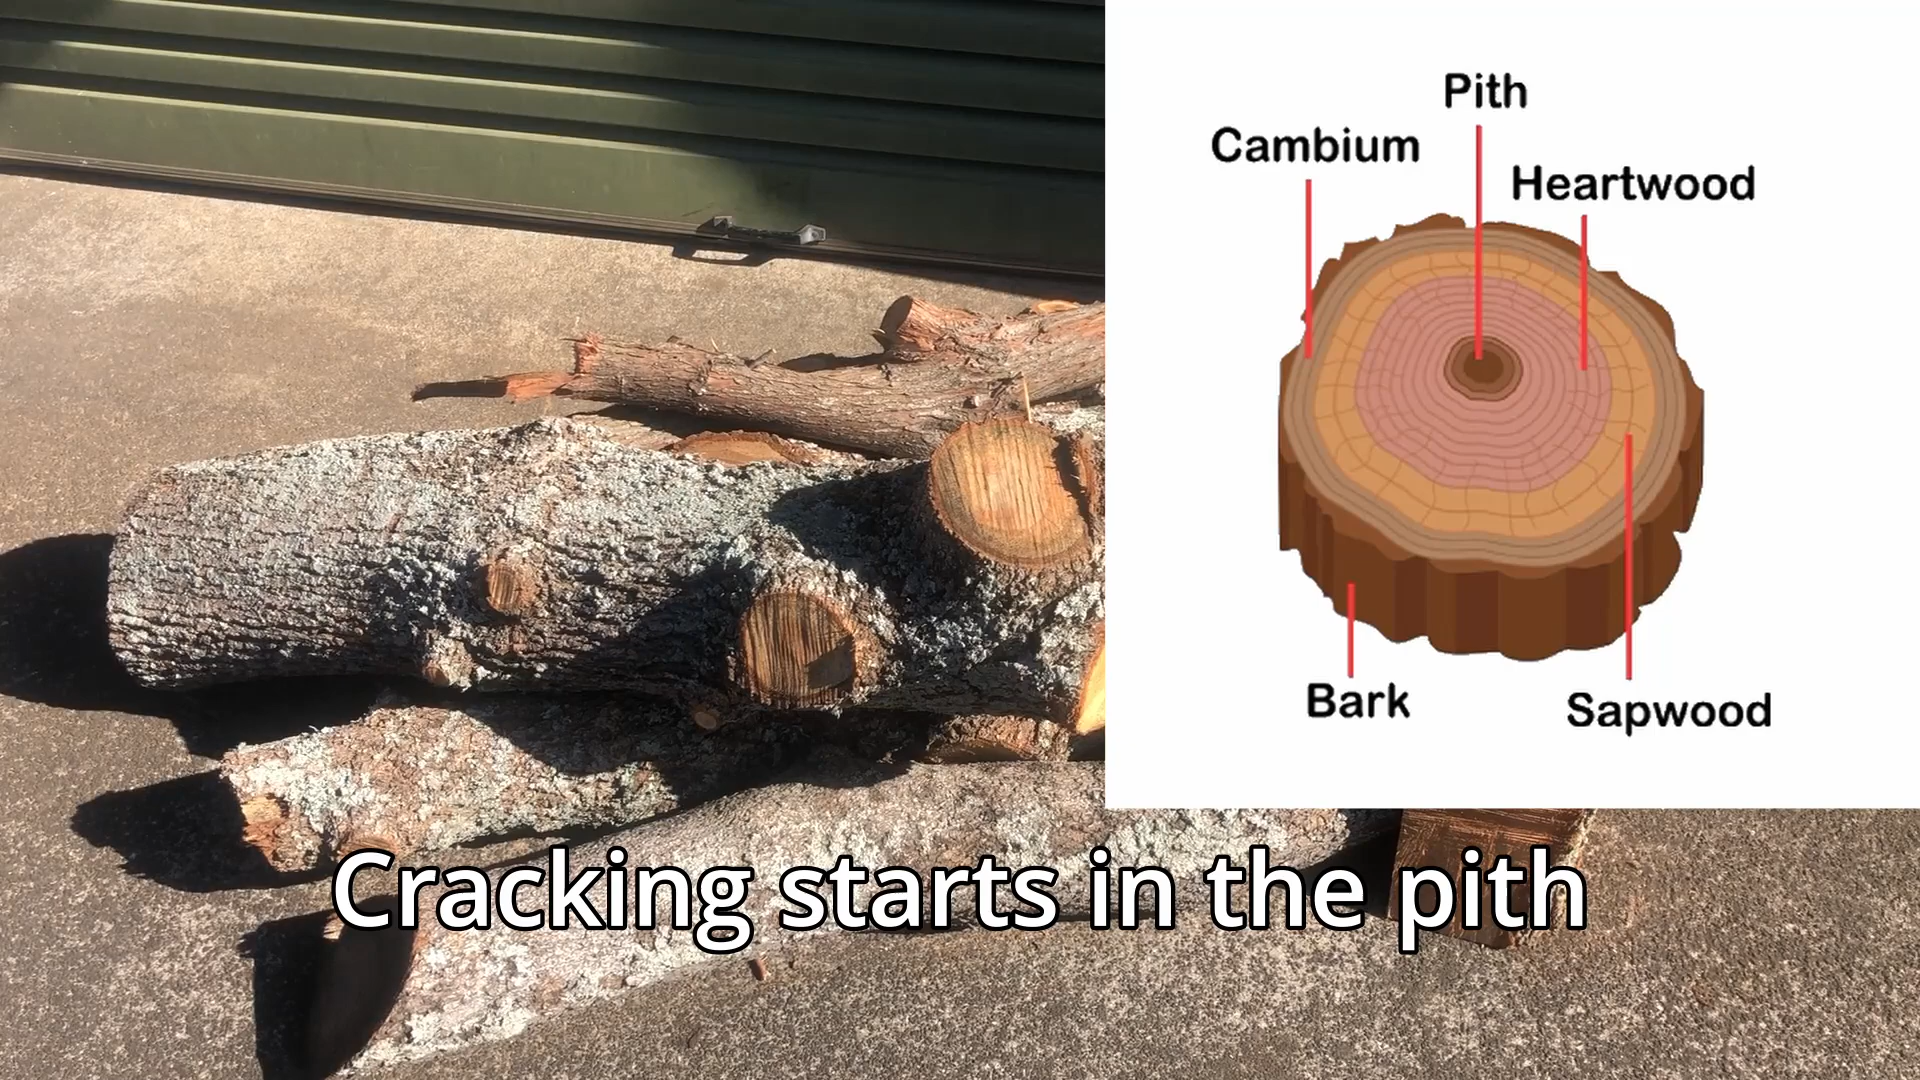 Pith
Cambium
Heartwood
Bark
Sapwood
Cracking starts in the pith